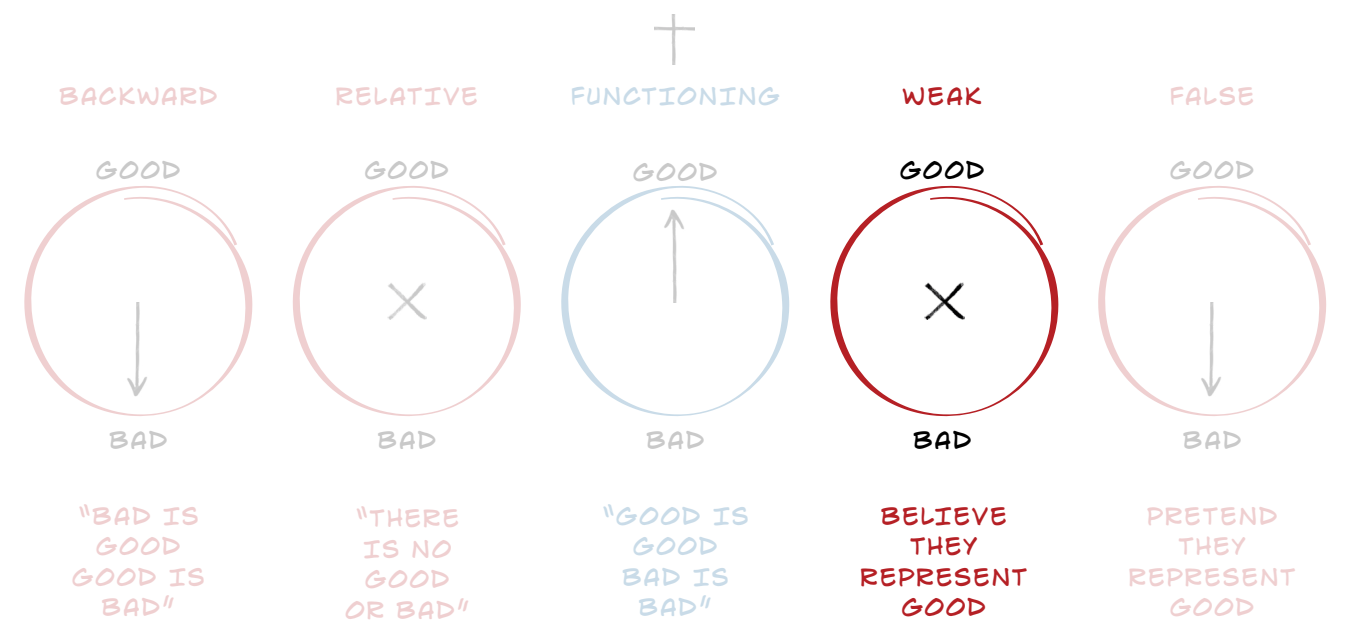 BACKWARD
RELATIVE
FUNCTIONING
WEAK
FALSE
GOOD
GOOD
GOOD
GOOD
GOOD
BAD
BAD
BAD
BAD
BAD
"BAD IS
GOOD
GOOD IS
BAD"
"THERE
IS NO
GOOD
OR BAD"
"GOOD IS
GOOD
BAD IS
BAD"
BELIEVE
THEY
REPRESENT
GOOD
PRETEND
THEY
REPRESENT
GOOD